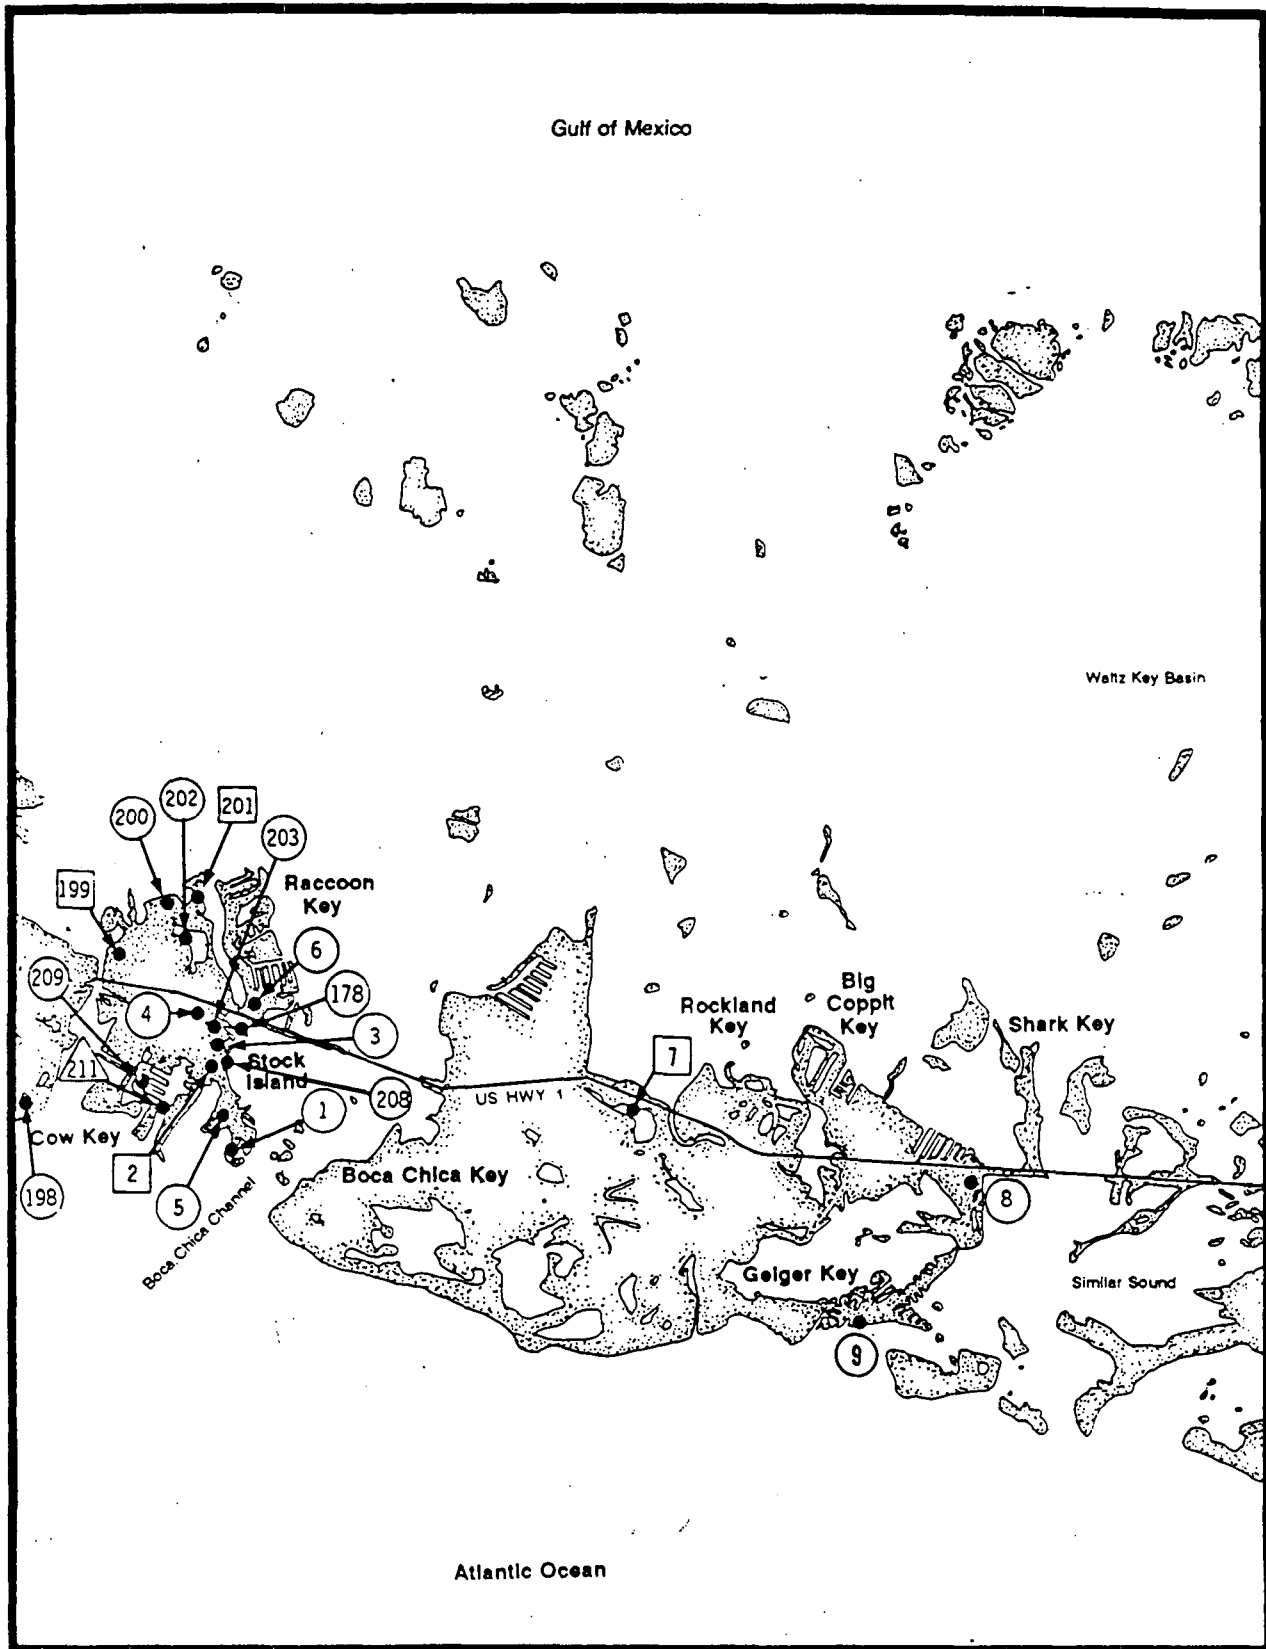 Gulf of Mexico
Waltz Key Basin
200
202
201
203
199
Raccoon
Key
6
209
178
4
3
Rockland
Key
Big
Coppit
Key
Shark Key
211
Stock
Island
7
208
US HWY 1
1
Cow Key
2
5
198
Boca Chica Key
8
Boca Chica Channel
Geiger Key
Similar Sound
9
Atlantic Ocean